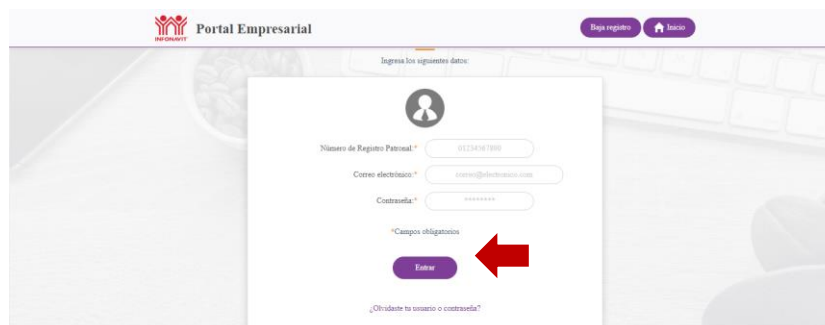 INFONAVIT
Portal Empresarial
Baja registro
Inicio
Ingresa los siguientes datos:
Número de Registro Patronal:*
01234567890
Correo electrónico:*
correo@electronico.com
Contraseña:*
********
*Campos obligatorios
Entrar
¿Olvidaste tu usuario o contraseña?